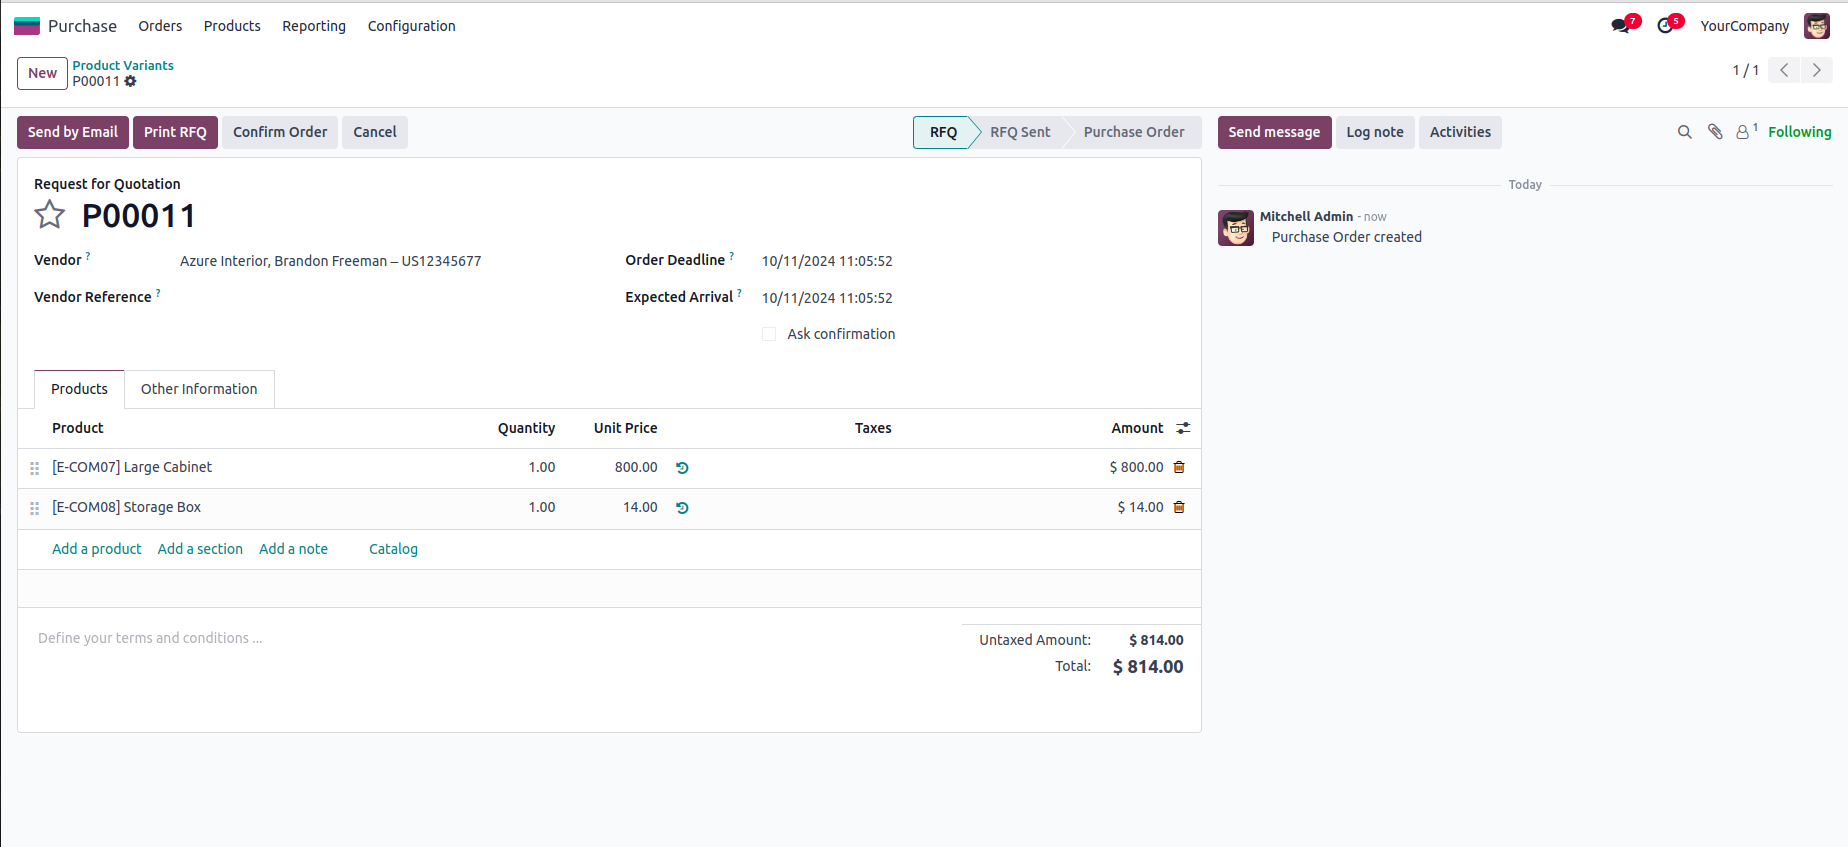 Purchase Orders Products Reporting Configuration 7 5 YourCompany
New Product Variants
P00011 1 / 1
Send by Email Print RFQ Confirm Order Cancel RFQ RFQ Sent Purchase Order Send message Log note Activities 1 Following
Request for Quotation
P00011
Vendor ? Azure Interior, Brandon Freeman – US12345677
Vendor Reference ?
Order Deadline ? 10/11/2024 11:05:52
Expected Arrival ? 10/11/2024 11:05:52
Ask confirmation
Products Other Information
Product Quantity Unit Price Taxes Amount
[E-COM07] Large Cabinet 1.00 800.00 $ 800.00
[E-COM08] Storage Box 1.00 14.00 $ 14.00
Add a product Add a section Add a note Catalog
Define your terms and conditions ...
Untaxed Amount: $ 814.00
Total: $ 814.00
Today
Mitchell Admin - now
Purchase Order created